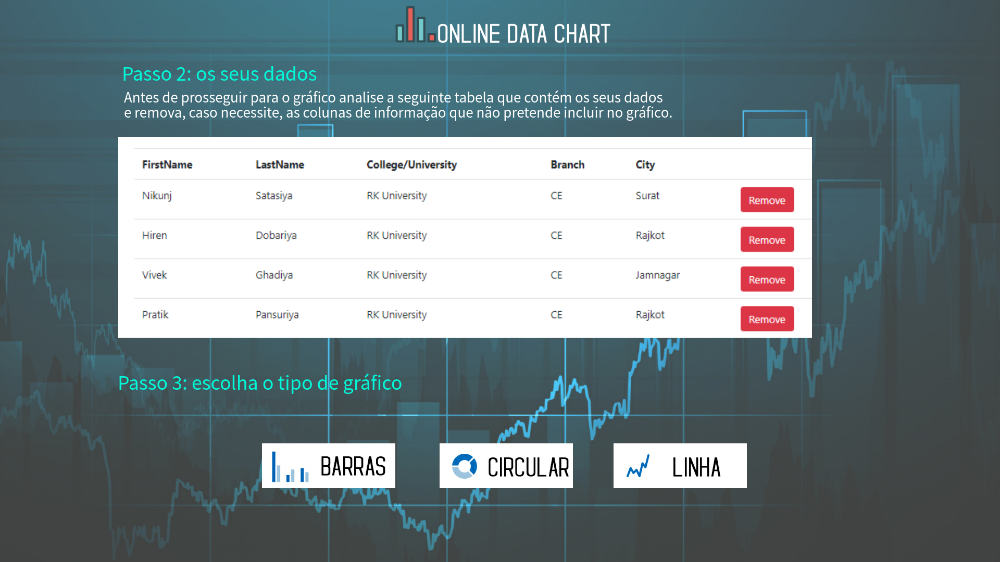 ONLINE DATA CHART
Passo 2: os seus dados
Antes de prosseguir para o gráfico analise a seguinte tabela que contém os seus dados
e remova, caso necessite, as colunas de informação que não pretende incluir no gráfico.
FirstName LastName College/University Branch City
Nikunj Satasiya RK University CE Surat Remove
Hiren Dobariya RK University CE Rajkot Remove
Vivek Ghadiya RK University CE Jamnagar Remove
Pratik Pansuriya RK University CE Rajkot Remove
Passo 3: escolha o tipo de gráfico
BARRAS CIRCULAR LINHA